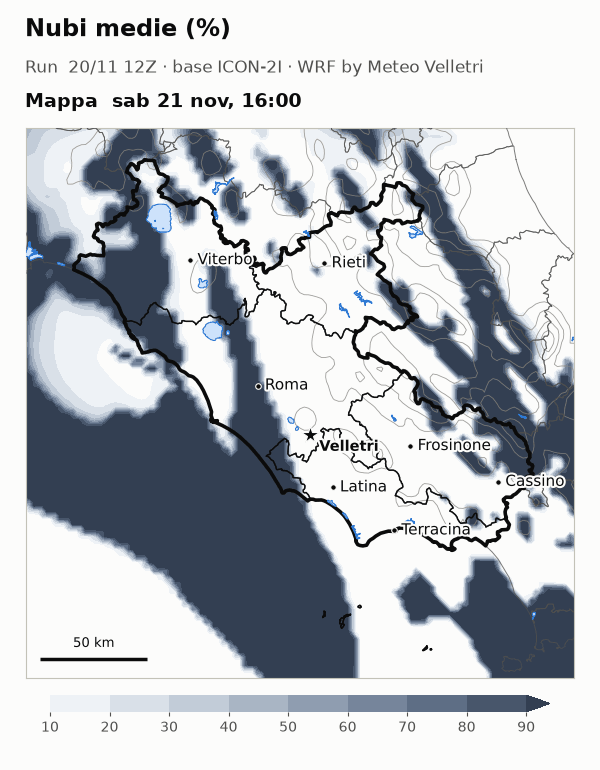 Nubi medie (%)
Run  20/11 12Z · base ICON-2I · WRF by Meteo Velletri
Mappa  sab 21 nov, 16:00
Viterbo
Rieti
Roma
Velletri
Frosinone
Cassino
Latina
Terracina
50 km
10 20 30 40 50 60 70 80 90